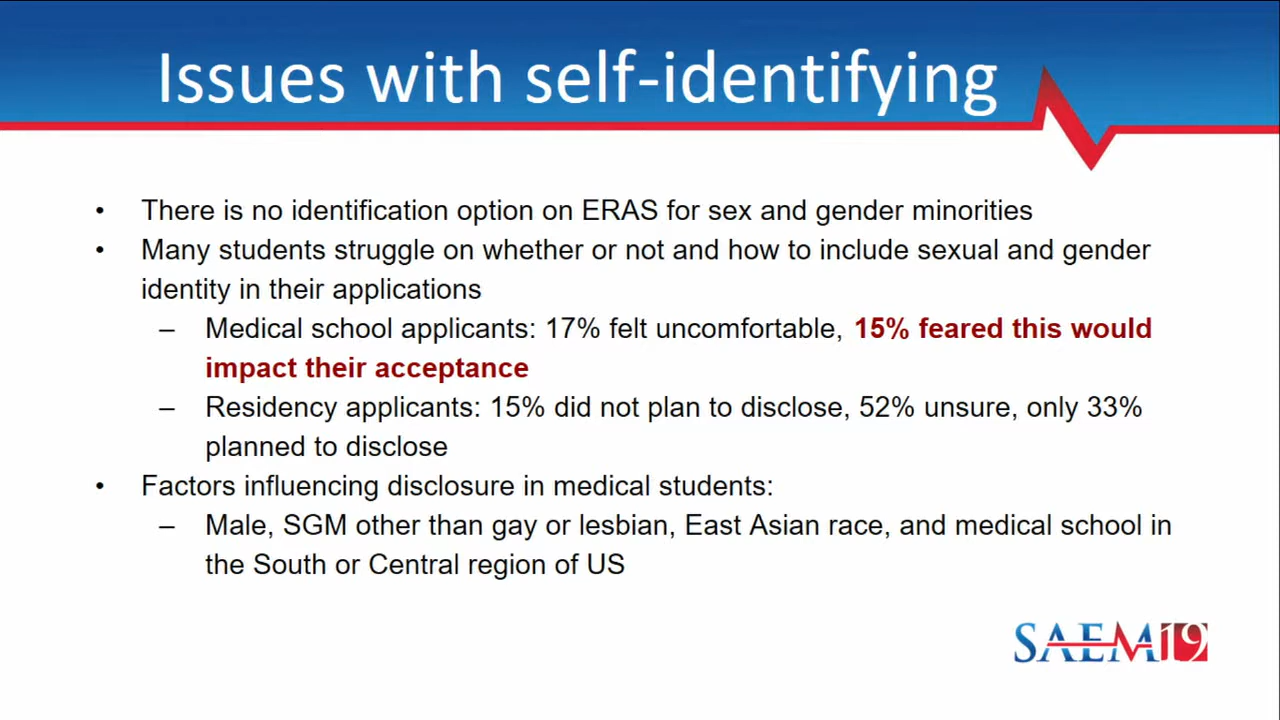 Issues with self-identifying
• There is no identification option on ERAS for sex and gender minorities
• Many students struggle on whether or not and how to include sexual and gender
identity in their applications
– Medical school applicants: 17% felt uncomfortable, 15% feared this would
impact their acceptance
– Residency applicants: 15% did not plan to disclose, 52% unsure, only 33%
planned to disclose
• Factors influencing disclosure in medical students:
– Male, SGM other than gay or lesbian, East Asian race, and medical school in
the South or Central region of US
SAEM19